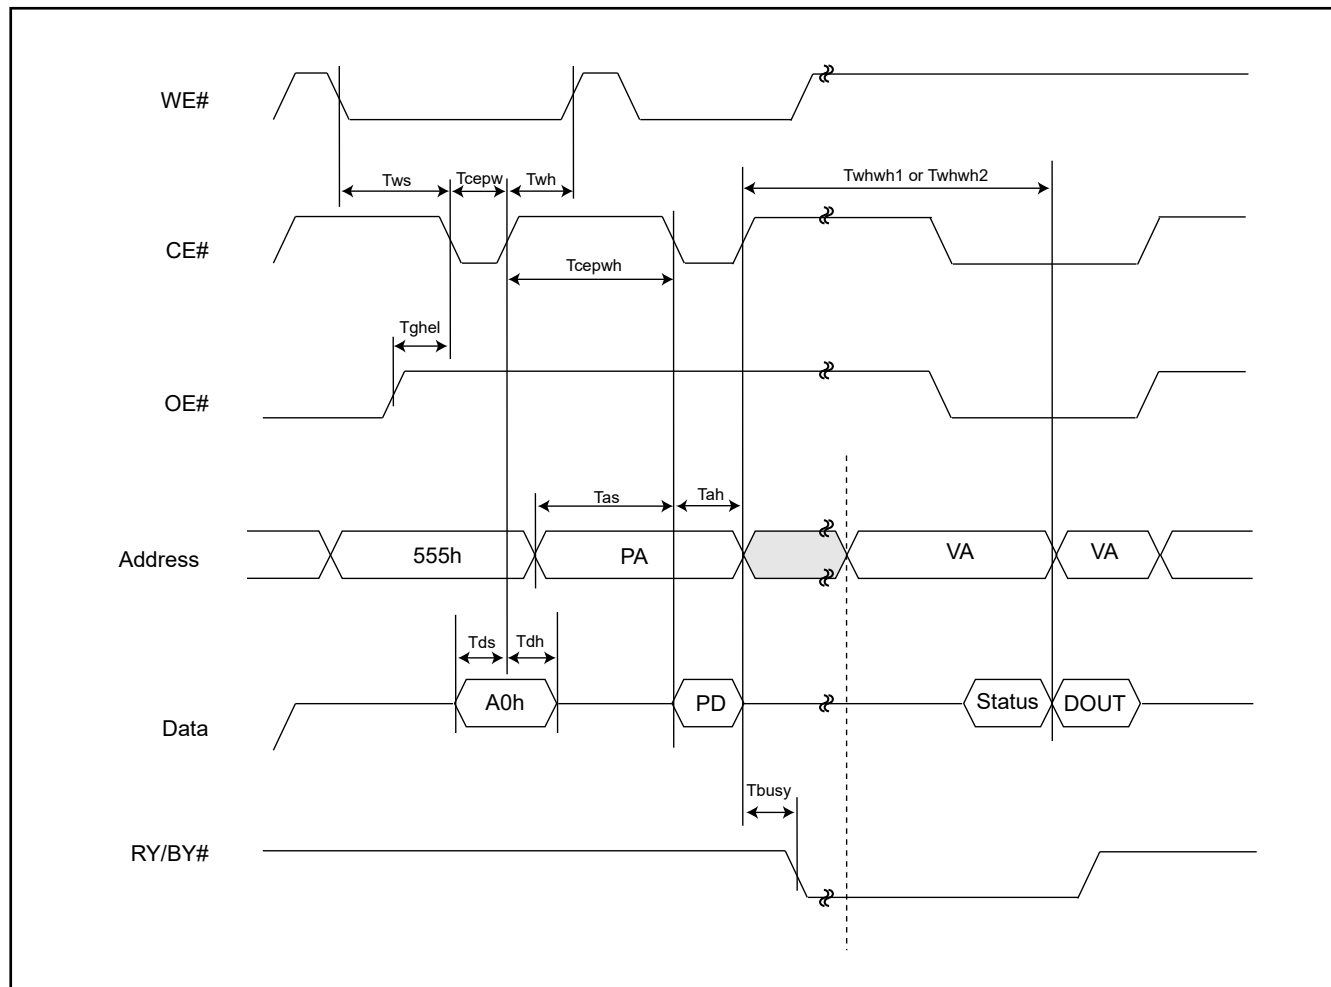 WE#
Tws
Tcepw
Twh
Twhwh1 or Twhwh2
CE#
Tcepwh
Tghel
OE#
Tas
Tah
Address
555h
PA
VA
VA
Tds
Tdh
Data
A0h
PD
Status
DOUT
Tbusy
RY/BY#